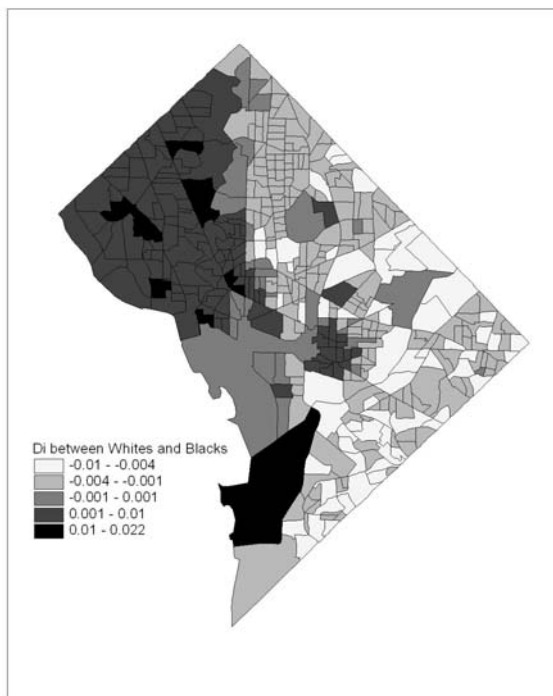 Di between Whites and Blacks
-0.01 - -0.004
-0.004 - -0.001
-0.001 - 0.001
0.001 - 0.01
0.01 - 0.022